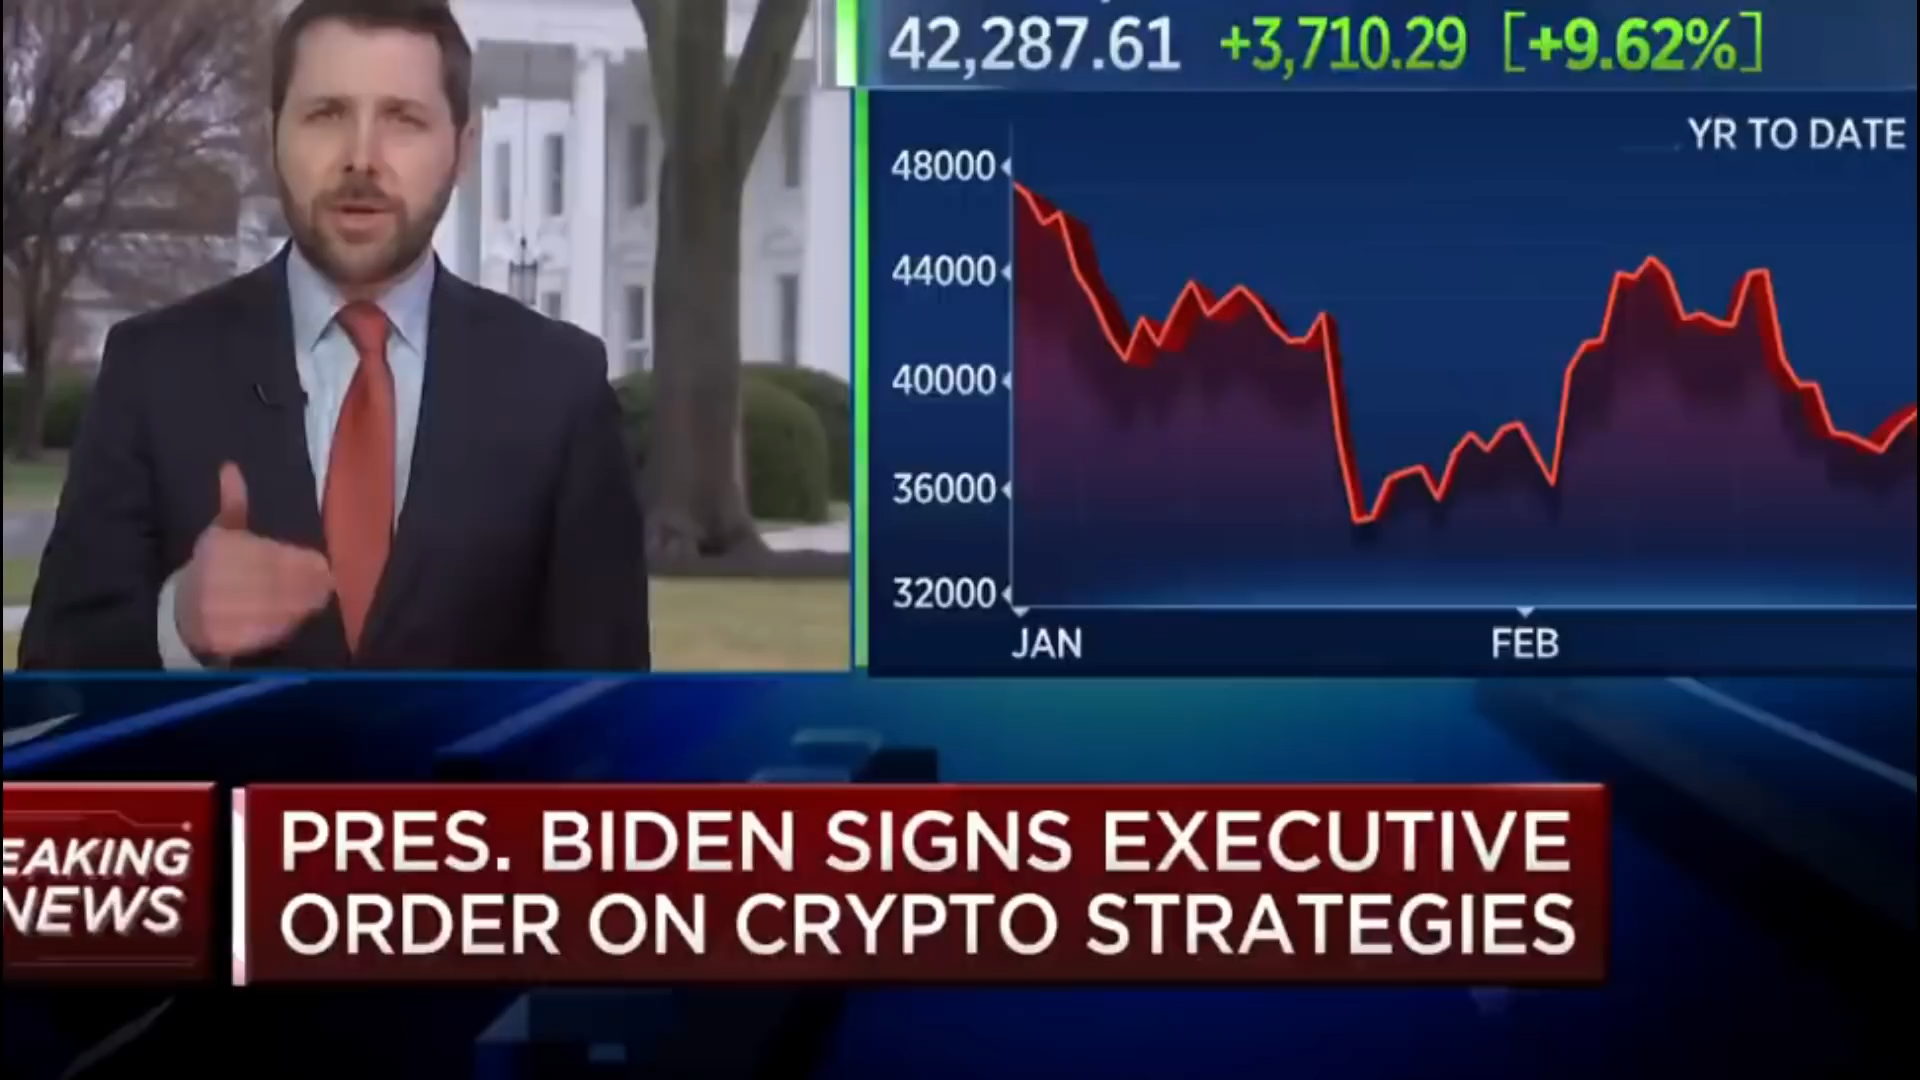 42,287.61 +3,710.29 [+9.62%]
YR TO DATE
48000
44000
40000
36000
32000
JAN FEB
EAKING
NEWS
PRES. BIDEN SIGNS EXECUTIVE
ORDER ON CRYPTO STRATEGIES